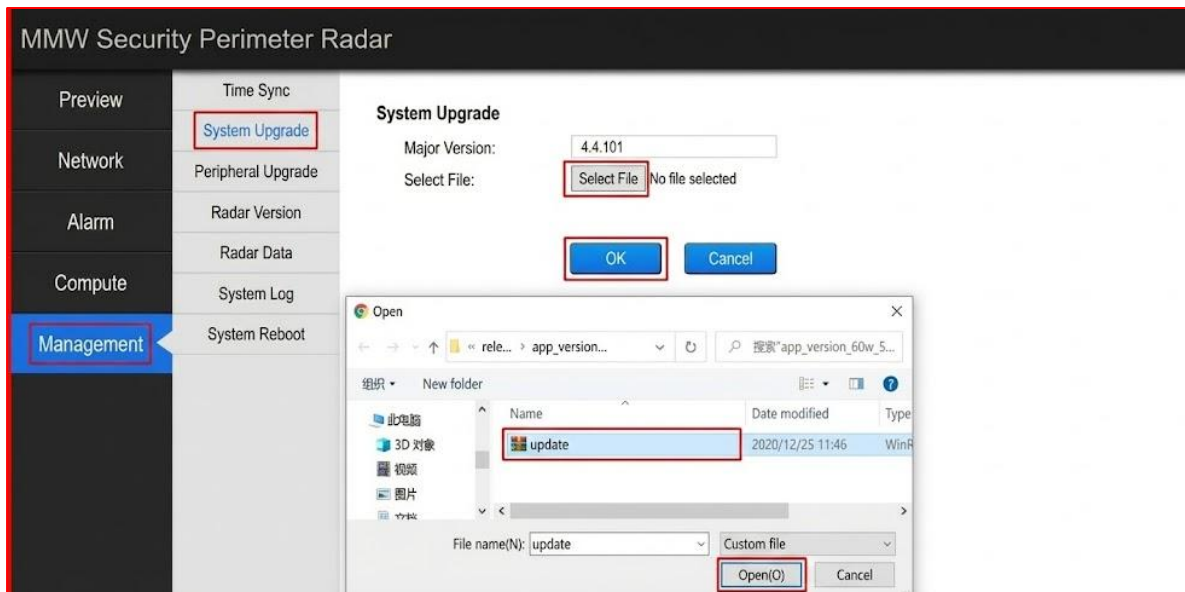 MMW Security Perimeter Radar
Preview
Network
Alarm
Compute
Management
Time Sync
System Upgrade
Peripheral Upgrade
Radar Version
Radar Data
System Log
System Reboot
System Upgrade
Major Version: 4.4.101
Select File: Select File No file selected
OK Cancel
Open
« rele... › app_version... 搜索"app_version_60w_5...
组织 New folder
此电脑
3D 对象
视频
图片
文档
Name Date modified Type
update 2020/12/25 11:46 WinR
File name(N): update Custom file
Open(O) Cancel